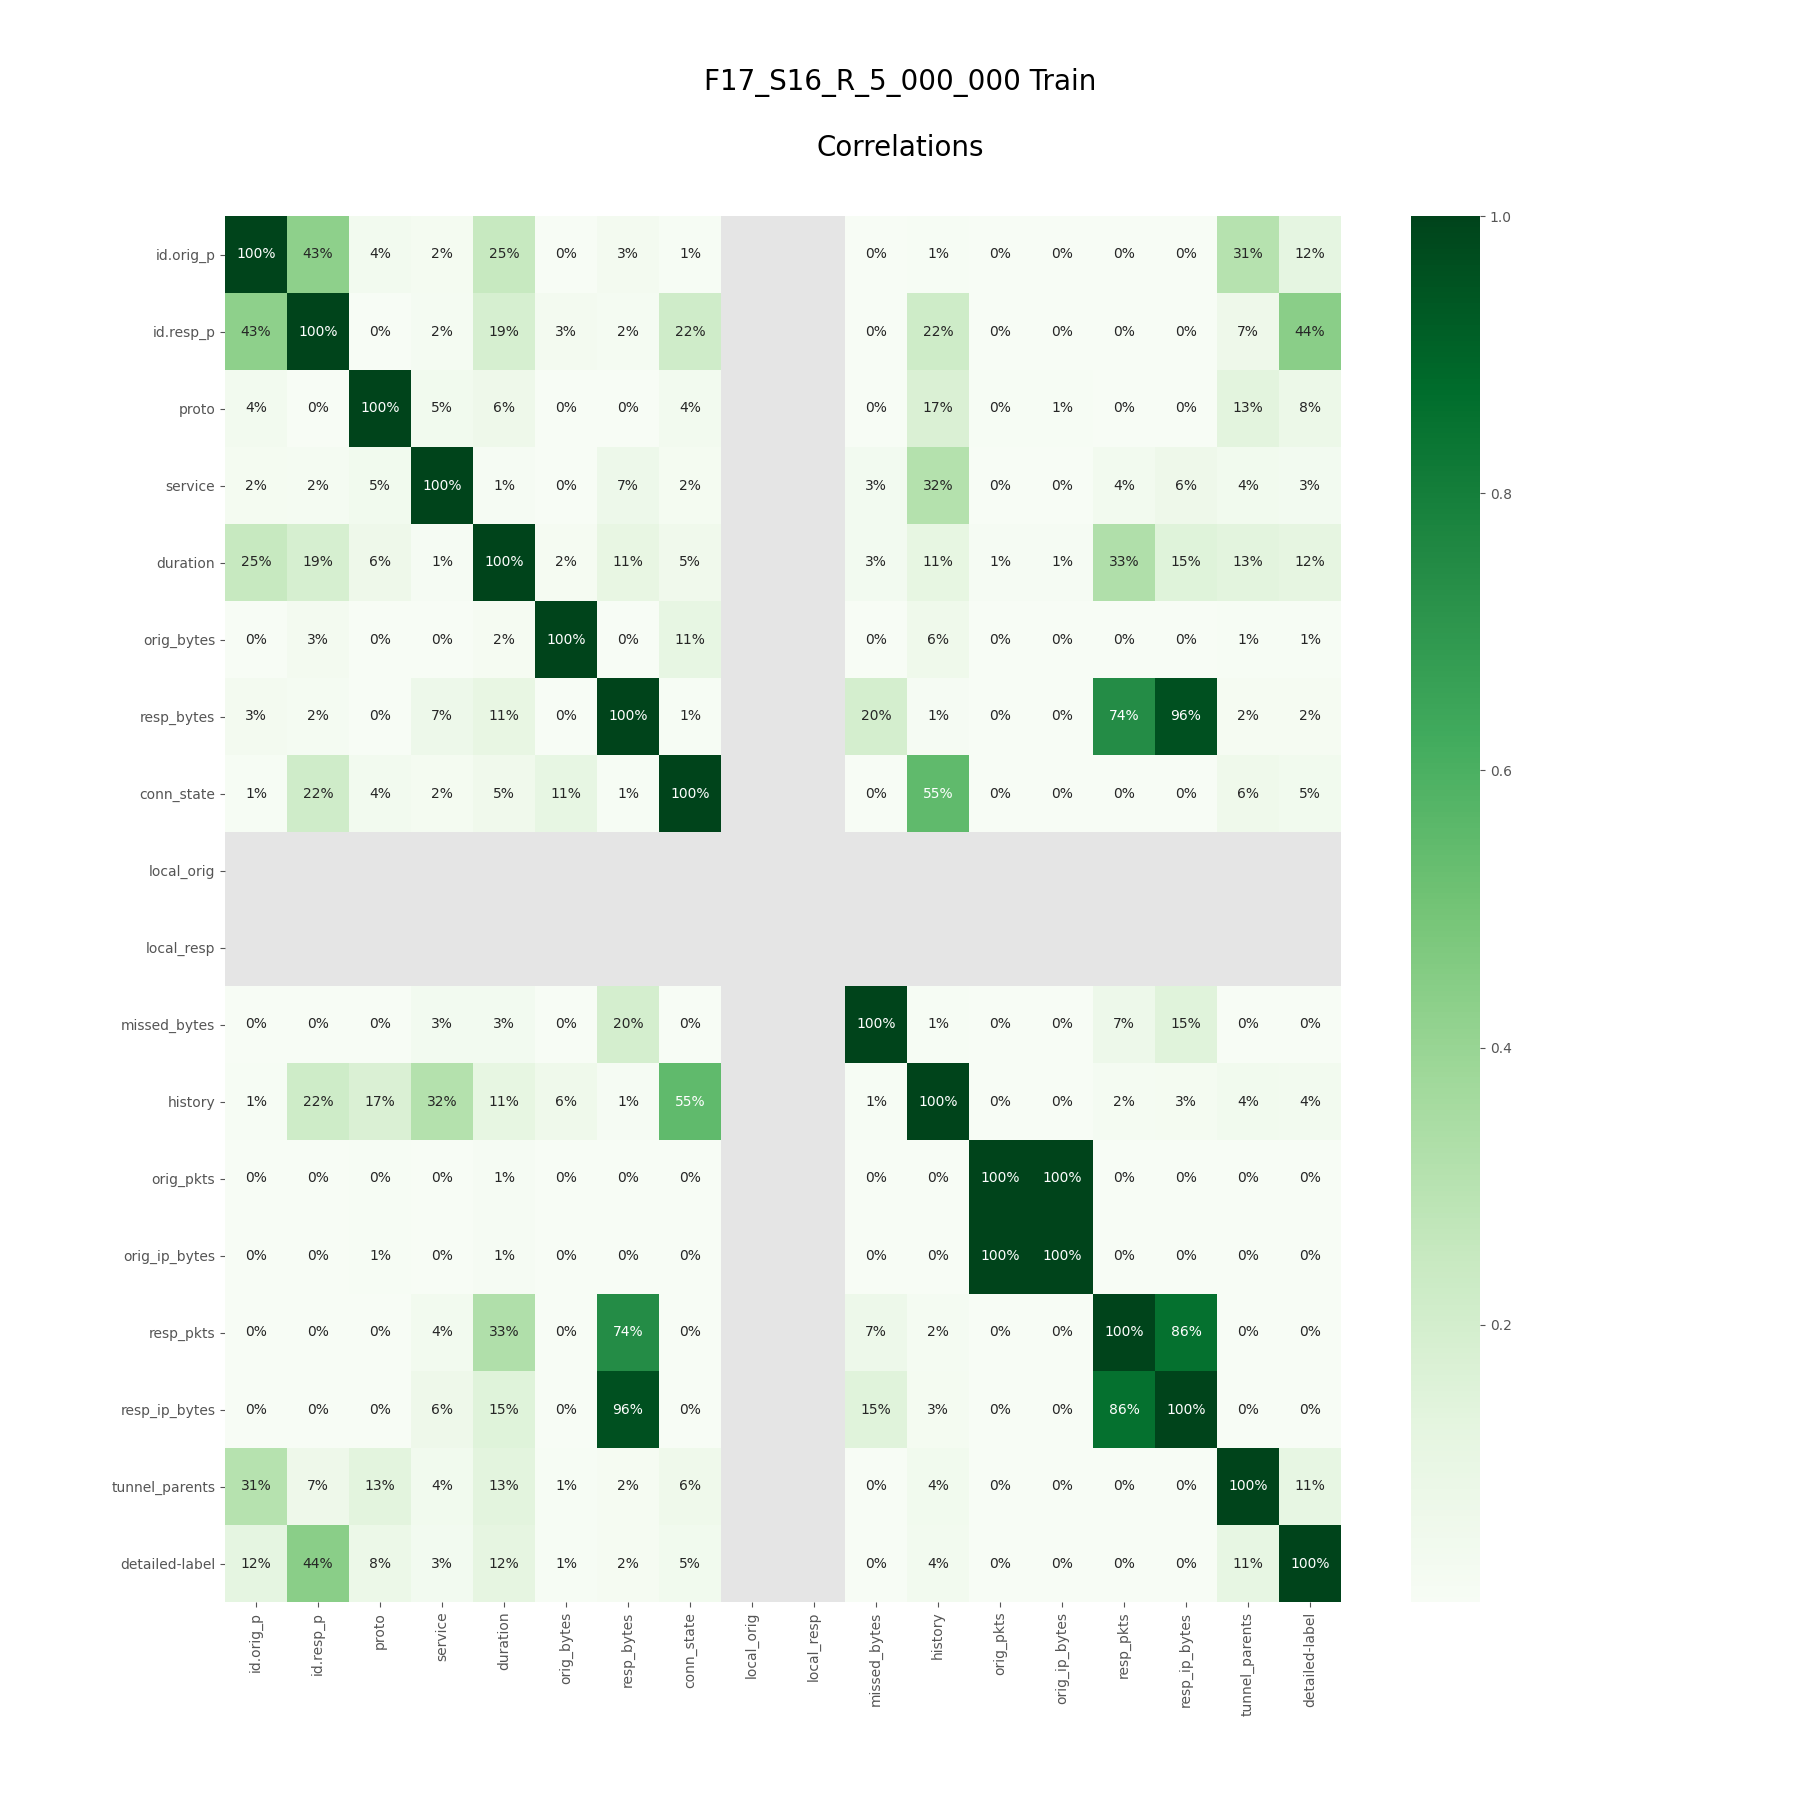 F17_S16_R_5_000_000 Train
Correlations
id.orig_p 100% 43% 4% 2% 25% 0% 3% 1% 0% 1% 0% 0% 0% 0% 31% 12%
id.resp_p 43% 100% 0% 2% 19% 3% 2% 22% 0% 22% 0% 0% 0% 0% 7% 44%
proto 4% 0% 100% 5% 6% 0% 0% 4% 0% 17% 0% 1% 0% 0% 13% 8%
service 2% 2% 5% 100% 1% 0% 7% 2% 3% 32% 0% 0% 4% 6% 4% 3%
duration 25% 19% 6% 1% 100% 2% 11% 5% 3% 11% 1% 1% 33% 15% 13% 12%
orig_bytes 0% 3% 0% 0% 2% 100% 0% 11% 0% 6% 0% 0% 0% 0% 1% 1%
resp_bytes 3% 2% 0% 7% 11% 0% 100% 1% 20% 1% 0% 0% 74% 96% 2% 2%
conn_state 1% 22% 4% 2% 5% 11% 1% 100% 0% 55% 0% 0% 0% 0% 6% 5%
local_orig
local_resp
missed_bytes 0% 0% 0% 3% 3% 0% 20% 0% 100% 1% 0% 0% 7% 15% 0% 0%
history 1% 22% 17% 32% 11% 6% 1% 55% 1% 100% 0% 0% 2% 3% 4% 4%
orig_pkts 0% 0% 0% 0% 1% 0% 0% 0% 0% 0% 100% 100% 0% 0% 0% 0%
orig_ip_bytes 0% 0% 1% 0% 1% 0% 0% 0% 0% 0% 100% 100% 0% 0% 0% 0%
resp_pkts 0% 0% 0% 4% 33% 0% 74% 0% 7% 2% 0% 0% 100% 86% 0% 0%
resp_ip_bytes 0% 0% 0% 6% 15% 0% 96% 0% 15% 3% 0% 0% 86% 100% 0% 0%
tunnel_parents 31% 7% 13% 4% 13% 1% 2% 6% 0% 4% 0% 0% 0% 0% 100% 11%
detailed-label 12% 44% 8% 3% 12% 1% 2% 5% 0% 4% 0% 0% 0% 0% 11% 100%
id.orig_p id.resp_p proto service duration orig_bytes resp_bytes conn_state local_orig local_resp missed_bytes history orig_pkts orig_ip_bytes resp_pkts resp_ip_bytes tunnel_parents detailed-label
1.0
0.8
0.6
0.4
0.2